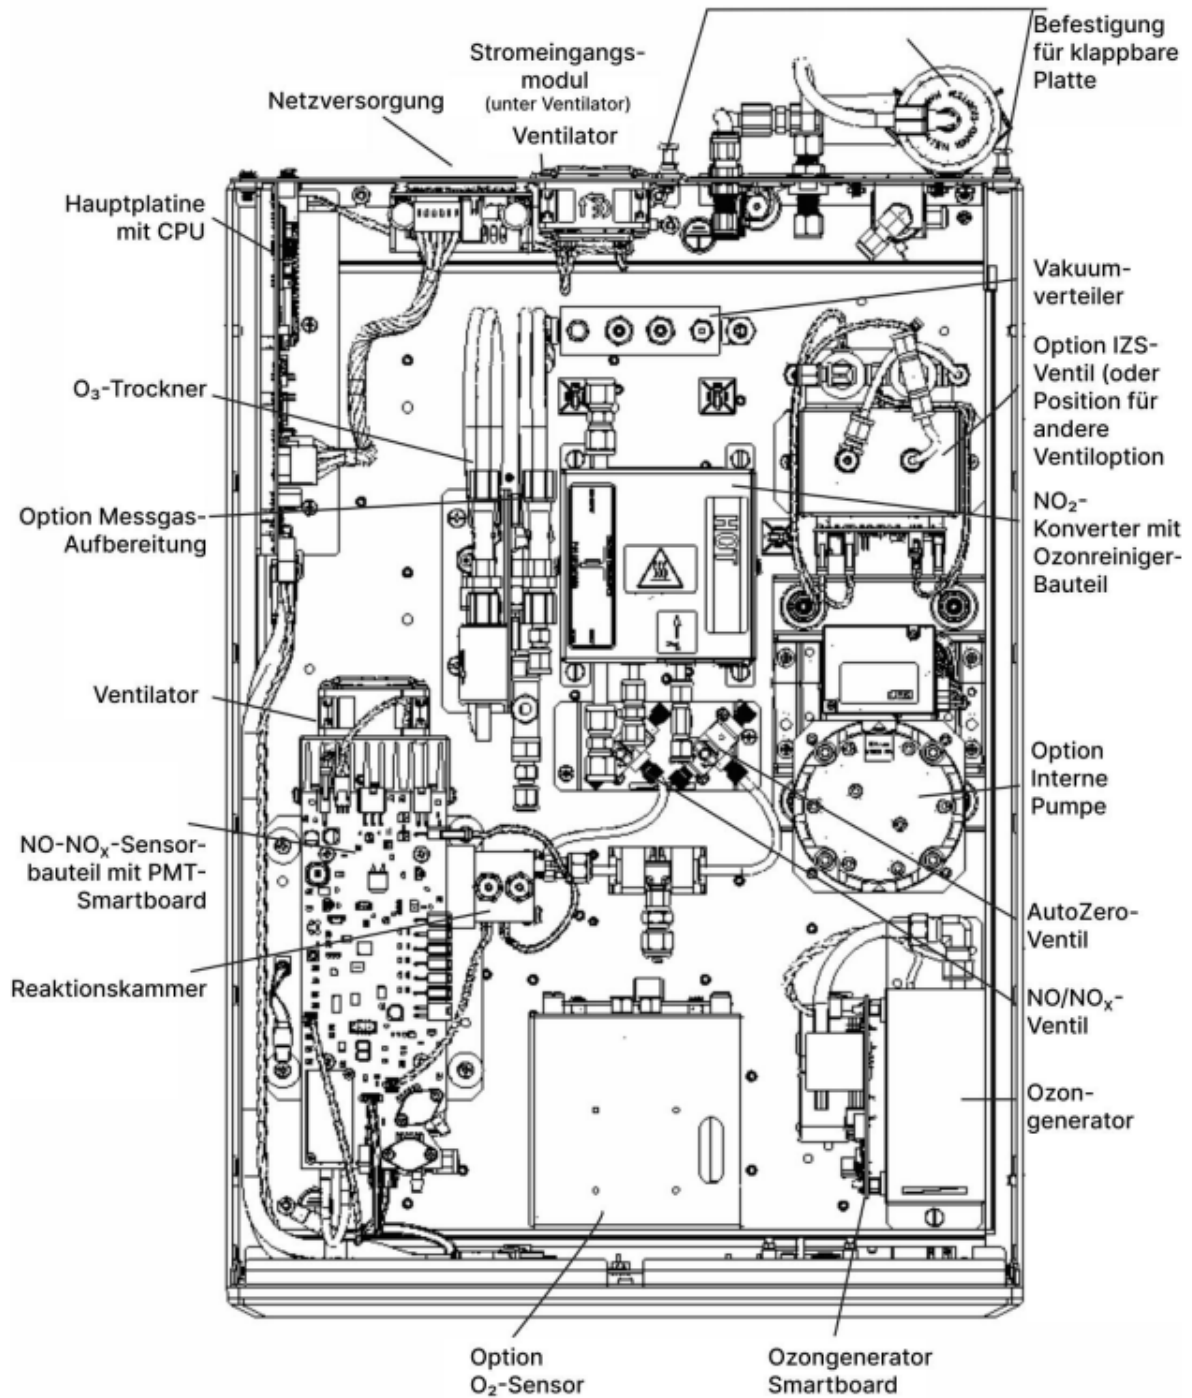 Befestigung
für klappbare
Platte
Stromeingangs-
modul
(unter Ventilator)
Netzversorgung
Ventilator
Hauptplatine
mit CPU
Vakuum-
verteiler
Option IZS-
Ventil (oder
Position für
andere
Ventiloption
O₃-Trockner
NO₂-
Konverter mit
Ozonreiniger-
Bauteil
Option Messgas-
Aufbereitung
HOT
Ventilator
Option
Interne
Pumpe
NO-NOₓ-Sensor-
bauteil mit PMT-
Smartboard
AutoZero-
Ventil
Reaktionskammer
NO/NOₓ-
Ventil
Ozon-
generator
Option
O₂-Sensor
Ozongenerator
Smartboard